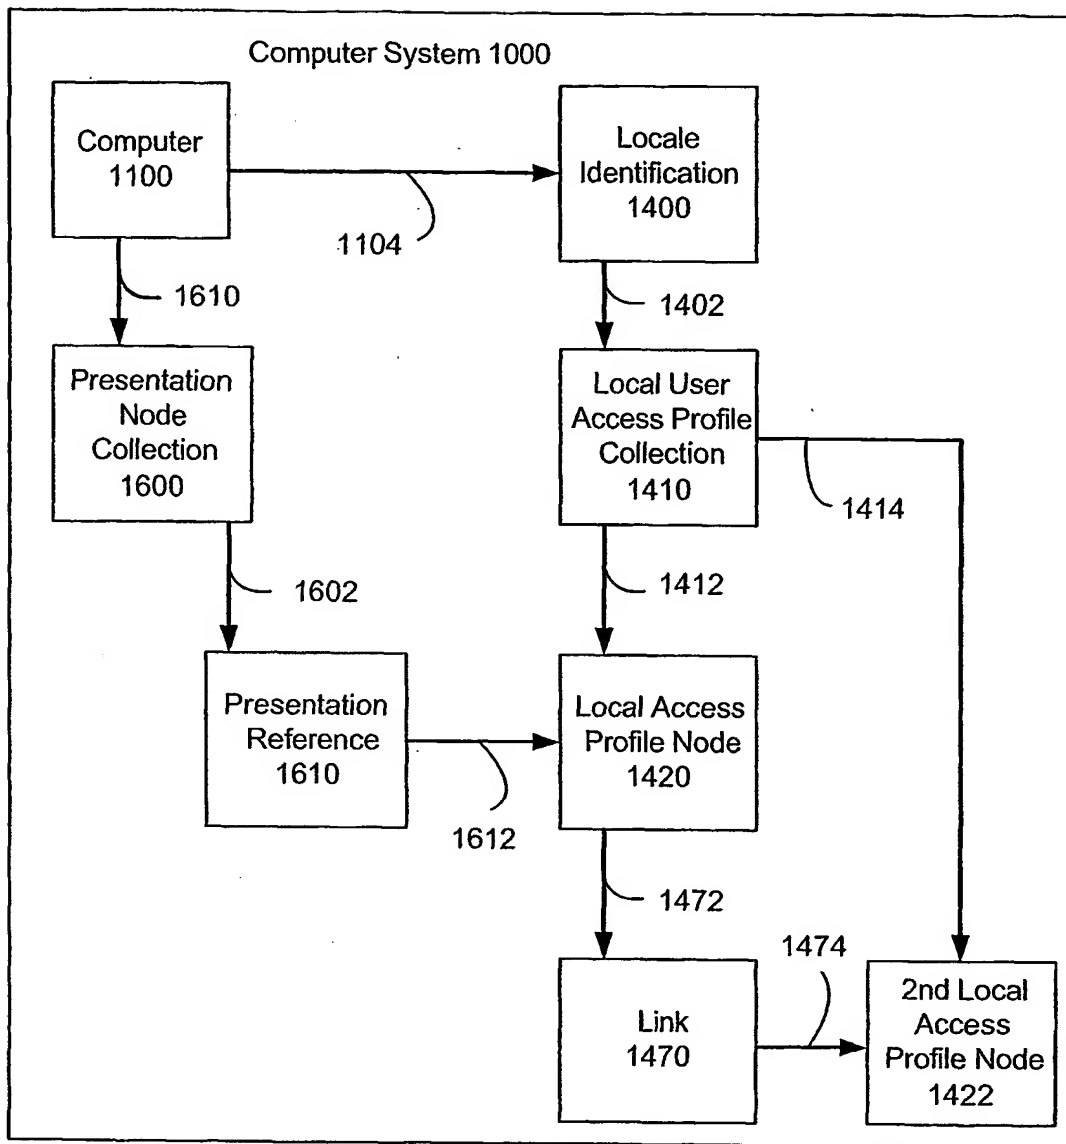 Computer System 1000
Computer
1100
Locale
Identification
1400
1104
1610
1402
Presentation
Node
Collection
1600
Local User
Access Profile
Collection
1410
1414
1602
1412
Presentation
Reference
1610
Local Access
Profile Node
1420
1612
1472
1474
Link
1470
2nd Local
Access
Profile Node
1422